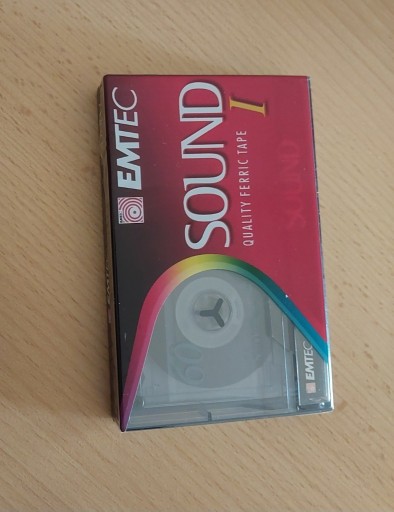 EMTEC
SOUND I
QUALITY FERRIC TAPE
EMTEC